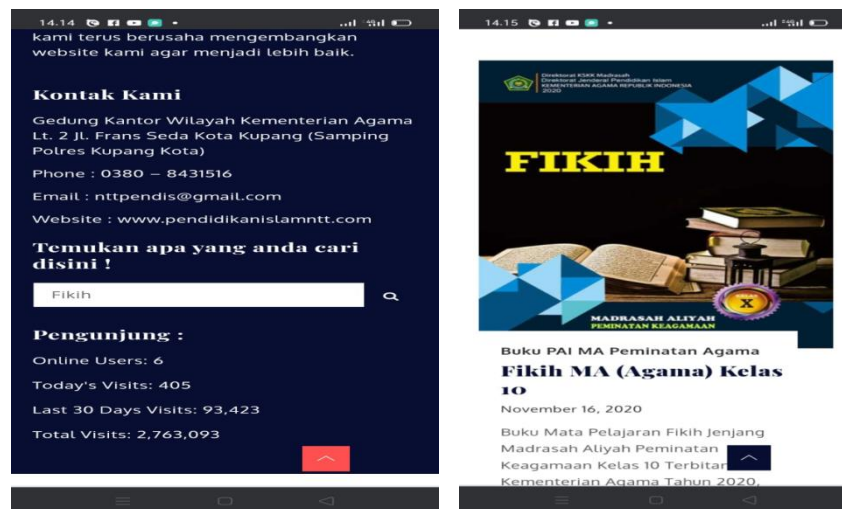 14.14
kami terus berusaha mengembangkan
website kami agar menjadi lebih baik.
Kontak Kami
Gedung Kantor Wilayah Kementerian Agama
Lt. 2 Jl. Frans Seda Kota Kupang (Samping
Polres Kupang Kota)
Phone : 0380 – 8431516
Email : nttpendis@gmail.com
Website : www.pendidikanislamntt.com
Temukan apa yang anda cari
disini !
Fikih
Pengunjung :
Online Users: 6
Today's Visits: 405
Last 30 Days Visits: 93,423
Total Visits: 2,763,093
14.15
Direktorat KSKK Madrasah
Direktorat Jenderal Pendidikan Islam
KEMENTERIAN AGAMA REPUBLIK INDONESIA
2020
FIKIH
X
MADRASAH ALIYAH
PEMINATAN KEAGAMAAN
Buku PAI MA Peminatan Agama
Fikih MA (Agama) Kelas
10
November 16, 2020
Buku Mata Pelajaran Fikih Jenjang
Madrasah Aliyah Peminatan
Keagamaan Kelas 10 Terbitan
Kementerian Agama Tahun 2020,